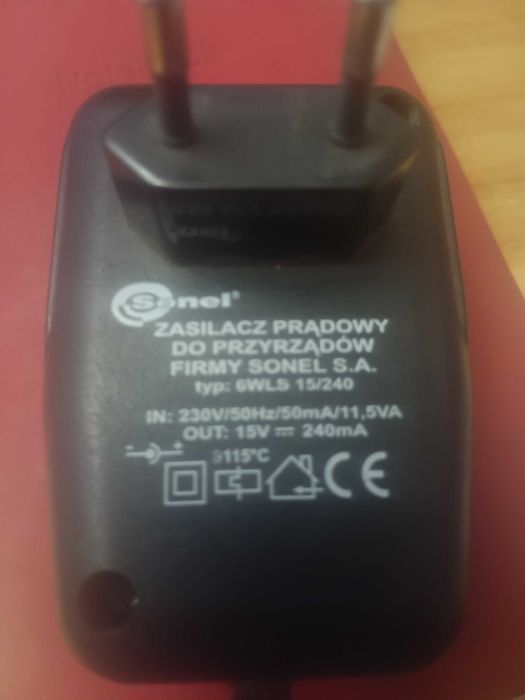 Sonel®
ZASILACZ PRĄDOWY
DO PRZYRZĄDÓW
FIRMY SONEL S.A.
typ: 6WLS 15/240
IN: 230V/50Hz/50mA/11,5VA
OUT: 15V ⎓ 240mA
- +
115°C
CE